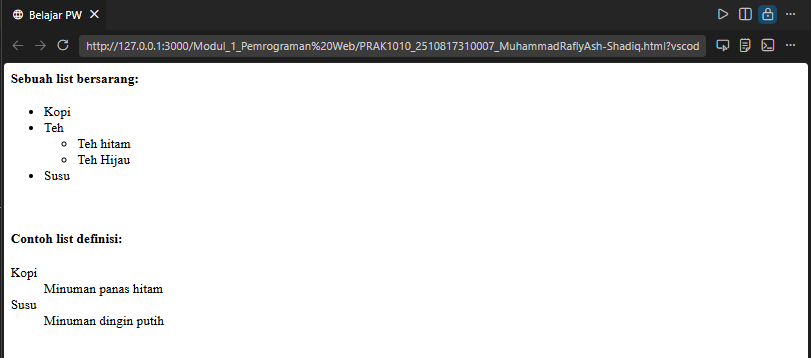 Belajar PW
http://127.0.0.1:3000/Modul_1_Pemrograman%20Web/PRAK1010_2510817310007_MuhammadRafiyAsh-Shadiq.html?vscod
Sebuah list bersarang:
Kopi
Teh
Teh hitam
Teh Hijau
Susu
Contoh list definisi:
Kopi
Minuman panas hitam
Susu
Minuman dingin putih